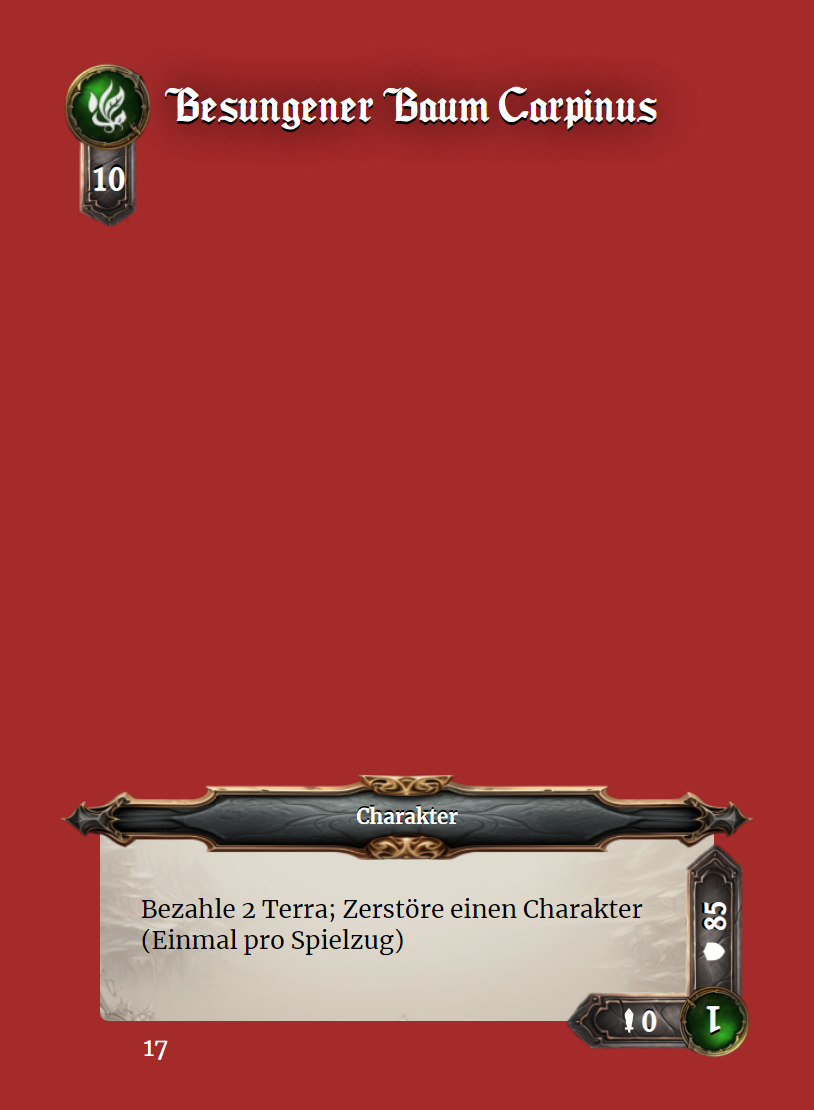 Besungener Baum Carpinus
10
Charakter
Bezahle 2 Terra; Zerstöre einen Charakter
(Einmal pro Spielzug)
85
0
1
17